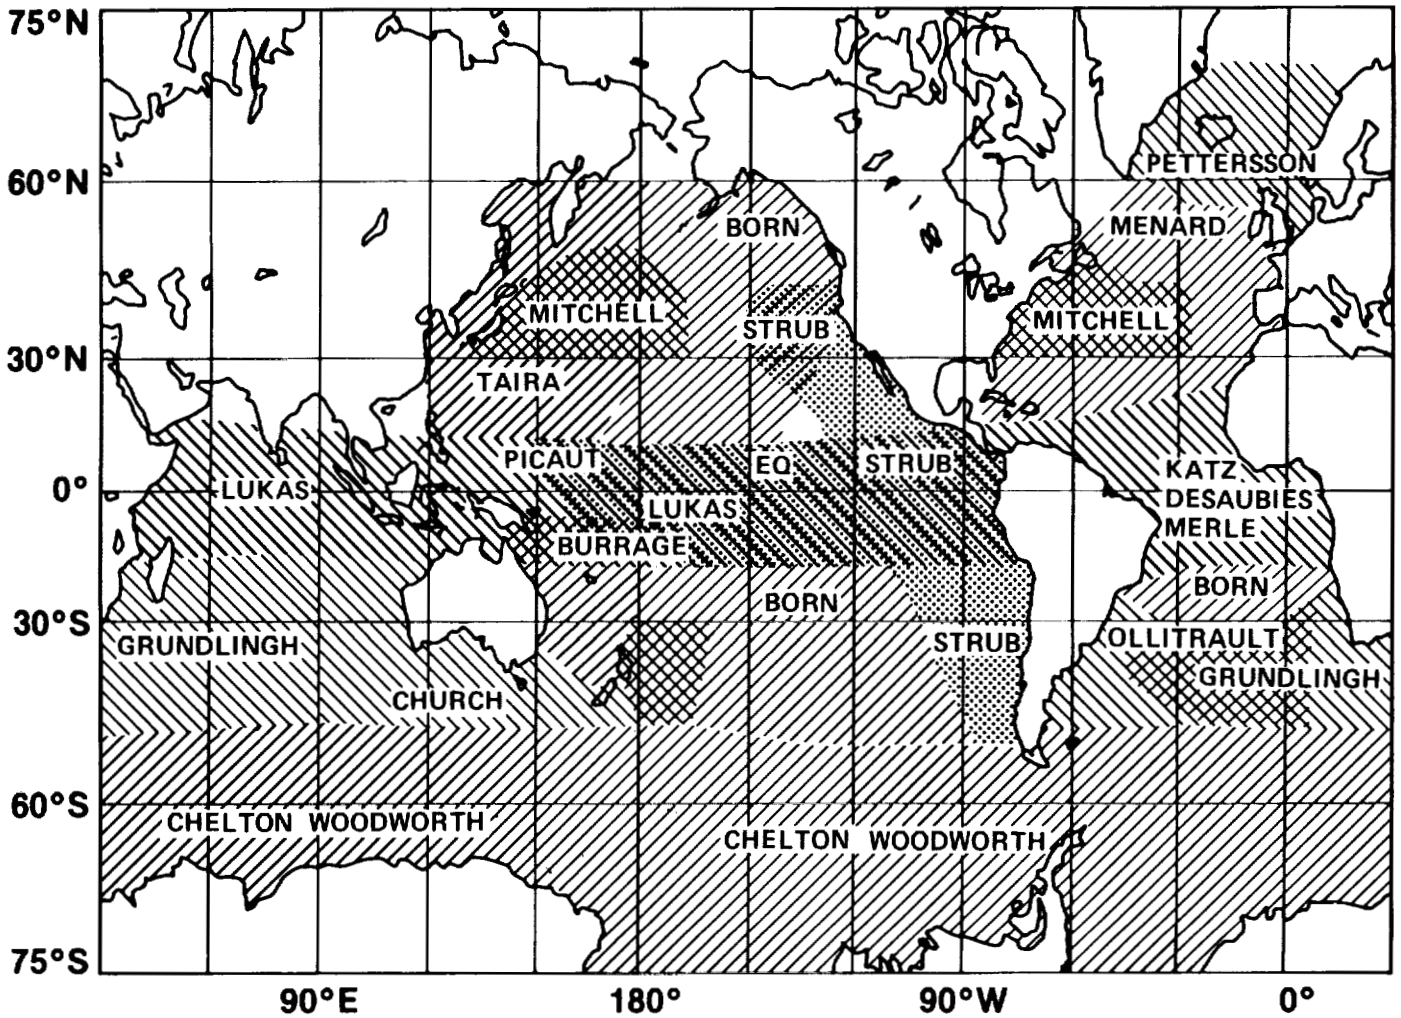 75°N
PETTERSSON
60°N
BORN
MENARD
MITCHELL
STRUB
MITCHELL
30°N
TAIRA
PICAUT
EQ
STRUB
KATZ
DESAUBIES
MERLE
0°
LUKAS
LUKAS
BURRAGE
BORN
BORN
30°S
GRUNDLINGH
STRUB
OLLITRAULT
GRUNDLINGH
CHURCH
60°S
CHELTON WOODWORTH
CHELTON WOODWORTH
75°S
90°E
180°
90°W
0°